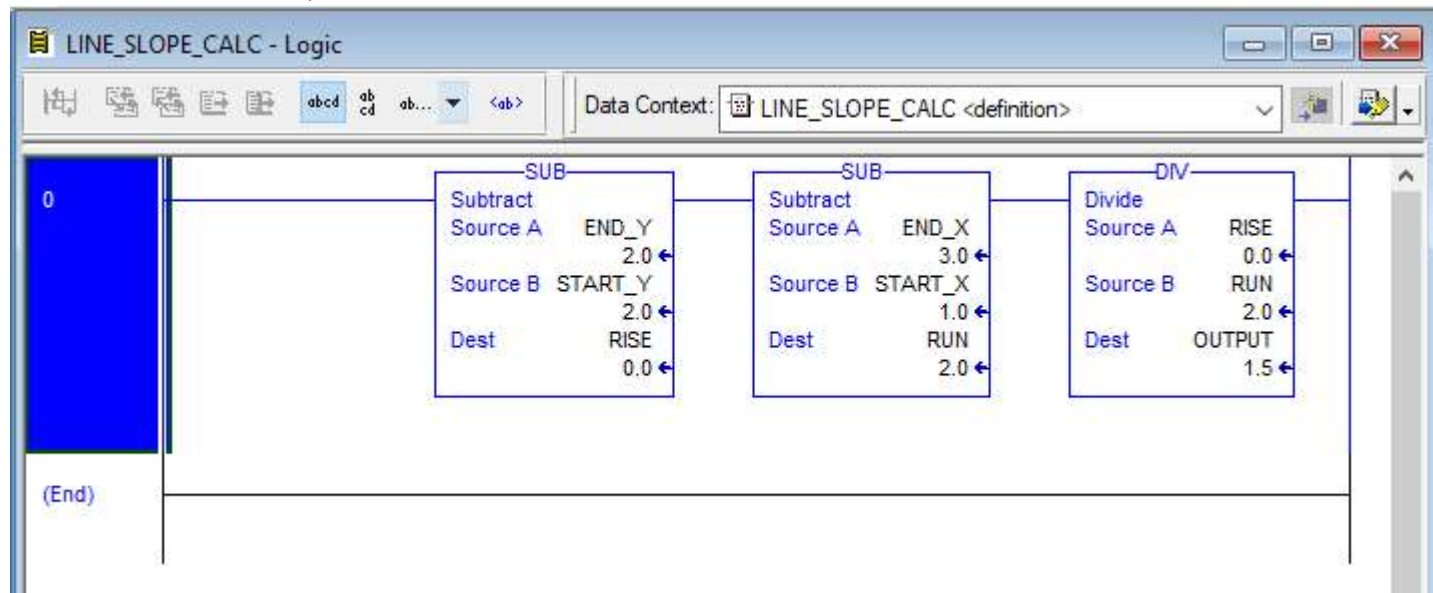 LINE_SLOPE_CALC - Logic
abcd ab cd ab... <ab> Data Context: LINE_SLOPE_CALC <definition>
SUB SUB DIV
0 Subtract Subtract Divide
Source A END_Y Source A END_X Source A RISE
2.0 3.0 0.0
Source B START_Y Source B START_X Source B RUN
2.0 1.0 2.0
Dest RISE Dest RUN Dest OUTPUT
0.0 2.0 1.5
(End)